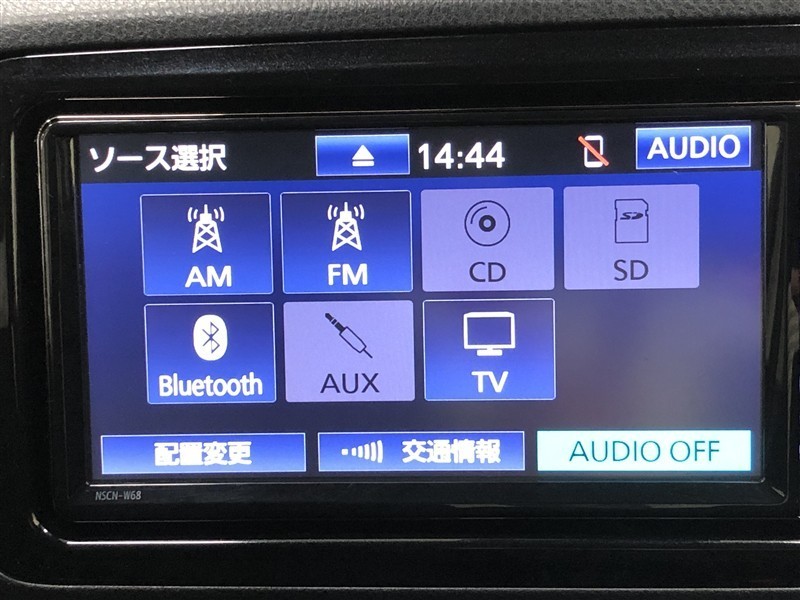 ソース選択 14:44 AUDIO
AM FM CD SD
Bluetooth AUX TV
配置変更 交通情報 AUDIO OFF
NSCN-W68